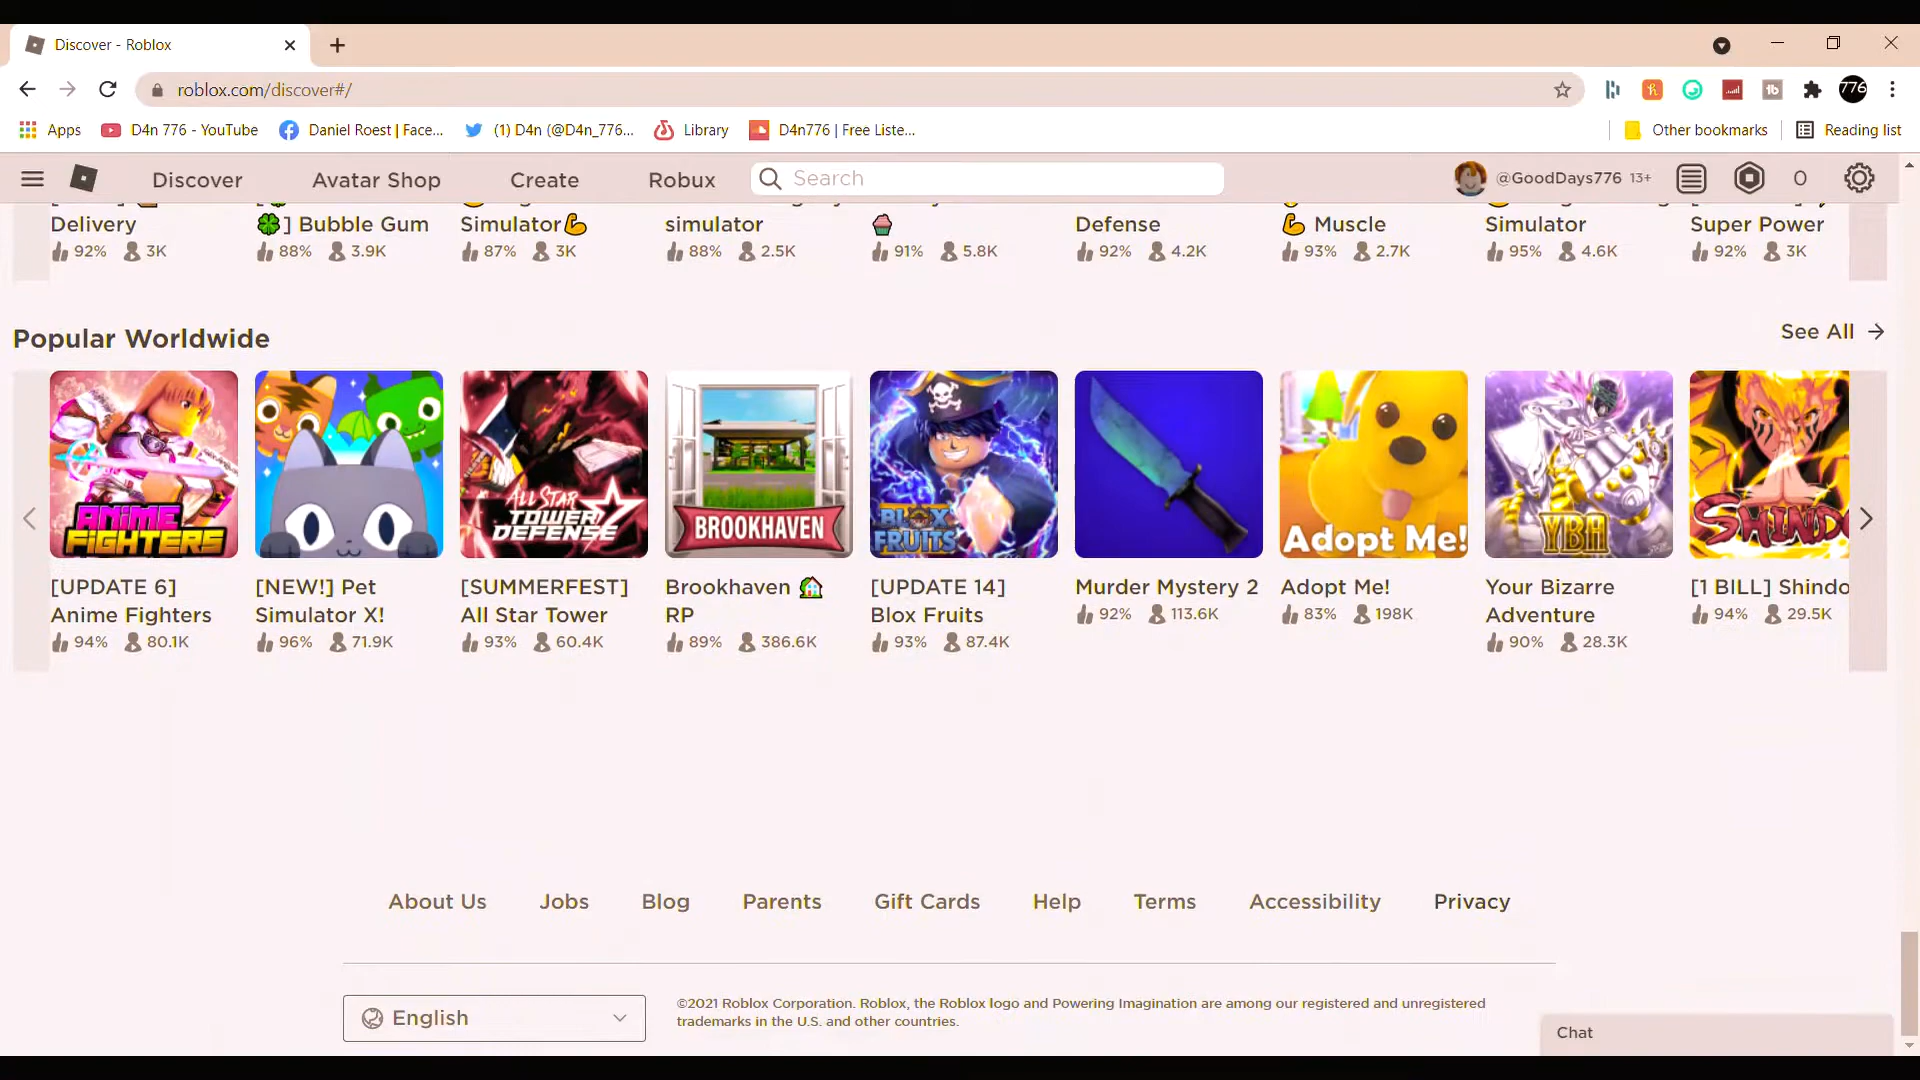 Discover - Roblox
776
roblox.com/discover#/
Apps
D4n 776 - YouTube
Daniel Roest | Face...
(1) D4n (@D4n_776...
Library
D4n776 | Free Liste...
Other bookmarks
Reading list
Discover
Avatar Shop
Create
Robux
Search
@GoodDays776 13+
0
Delivery
] Bubble Gum
Simulator💪
simulator
🧁
Defense
💪 Muscle
Simulator
Super Power
92% 3K
88% 3.9K
87% 3K
88% 2.5K
91% 5.8K
92% 4.2K
93% 2.7K
95% 4.6K
92% 3K
Popular Worldwide
See All →
ANIME
FIGHTERS
ALL STAR
TOWER
DEFENSE
BROOKHAVEN
BLOX
FRUITS
Adopt Me!
YBA
SHINDO
[UPDATE 6]
Anime Fighters
94% 80.1K
[NEW!] Pet
Simulator X!
96% 71.9K
[SUMMERFEST]
All Star Tower
93% 60.4K
Brookhaven 🏡
RP
89% 386.6K
[UPDATE 14]
Blox Fruits
93% 87.4K
Murder Mystery 2
92% 113.6K
Adopt Me!
83% 198K
Your Bizarre
Adventure
90% 28.3K
[1 BILL] Shindo
94% 29.5K
About Us
Jobs
Blog
Parents
Gift Cards
Help
Terms
Accessibility
Privacy
English
©2021 Roblox Corporation. Roblox, the Roblox logo and Powering Imagination are among our registered and unregistered
trademarks in the U.S. and other countries.
Chat